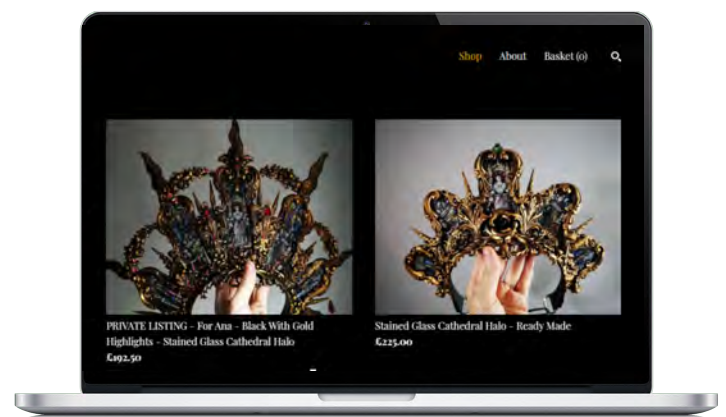 Shop About Basket (0)
PRIVATE LISTING – For Ana – Black With Gold
Highlights – Stained Glass Cathedral Halo
£192.50
Stained Glass Cathedral Halo – Ready Made
£225.00